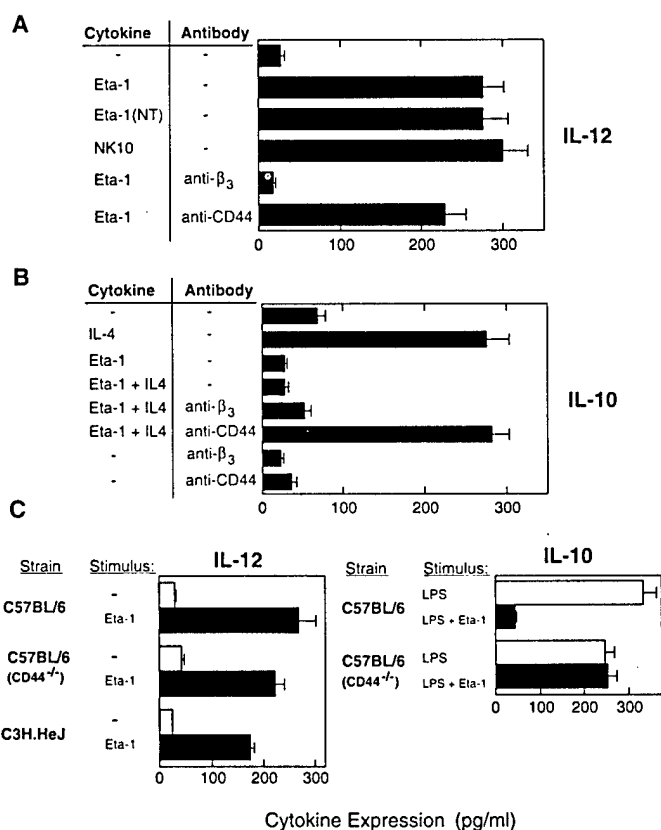 A
Cytokine Antibody
- -
Eta-1 -
Eta-1(NT) -
NK10 -
Eta-1 anti-β3
Eta-1 anti-CD44
IL-12
0 100 200 300
B
Cytokine Antibody
- -
IL-4 -
Eta-1 -
Eta-1 + IL4 -
Eta-1 + IL4 anti-β3
Eta-1 + IL4 anti-CD44
- anti-β3
- anti-CD44
IL-10
0 100 200 300
C
IL-12
Strain Stimulus:
C57BL/6 -
Eta-1
C57BL/6 -
(CD44-/-) Eta-1
C3H.HeJ -
Eta-1
0 100 200 300
IL-10
Strain Stimulus:
C57BL/6 LPS
LPS + Eta-1
C57BL/6 LPS
(CD44-/-) LPS + Eta-1
0 100 200 300
Cytokine Expression (pg/ml)